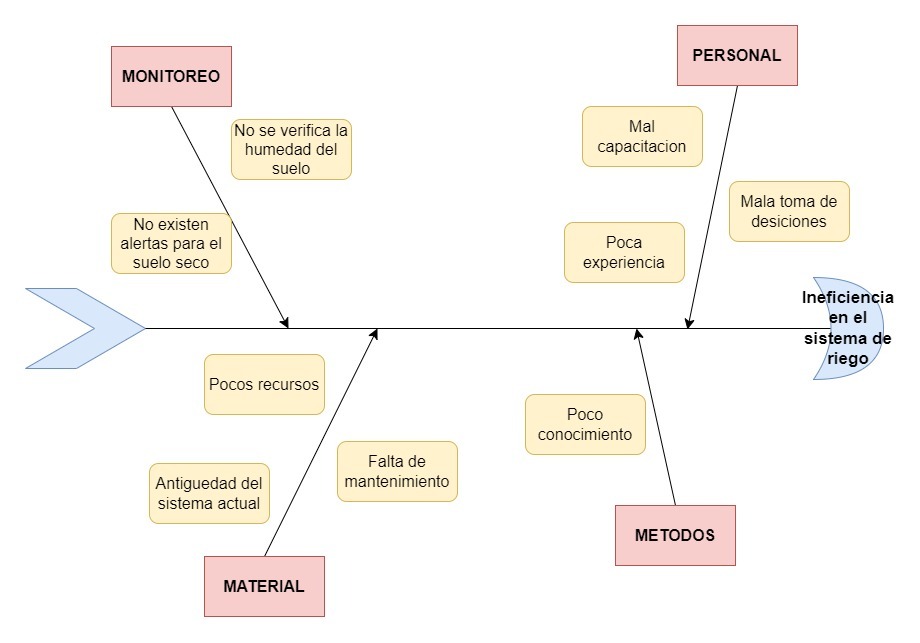 MONITOREO
PERSONAL
No se verifica la
humedad del
suelo
Mal
capacitacion
No existen
alertas para el
suelo seco
Mala toma de
desiciones
Poca
experiencia
Ineficiencia
en el
sistema de
riego
Pocos recursos
Poco
conocimiento
Falta de
mantenimiento
Antiguedad del
sistema actual
METODOS
MATERIAL